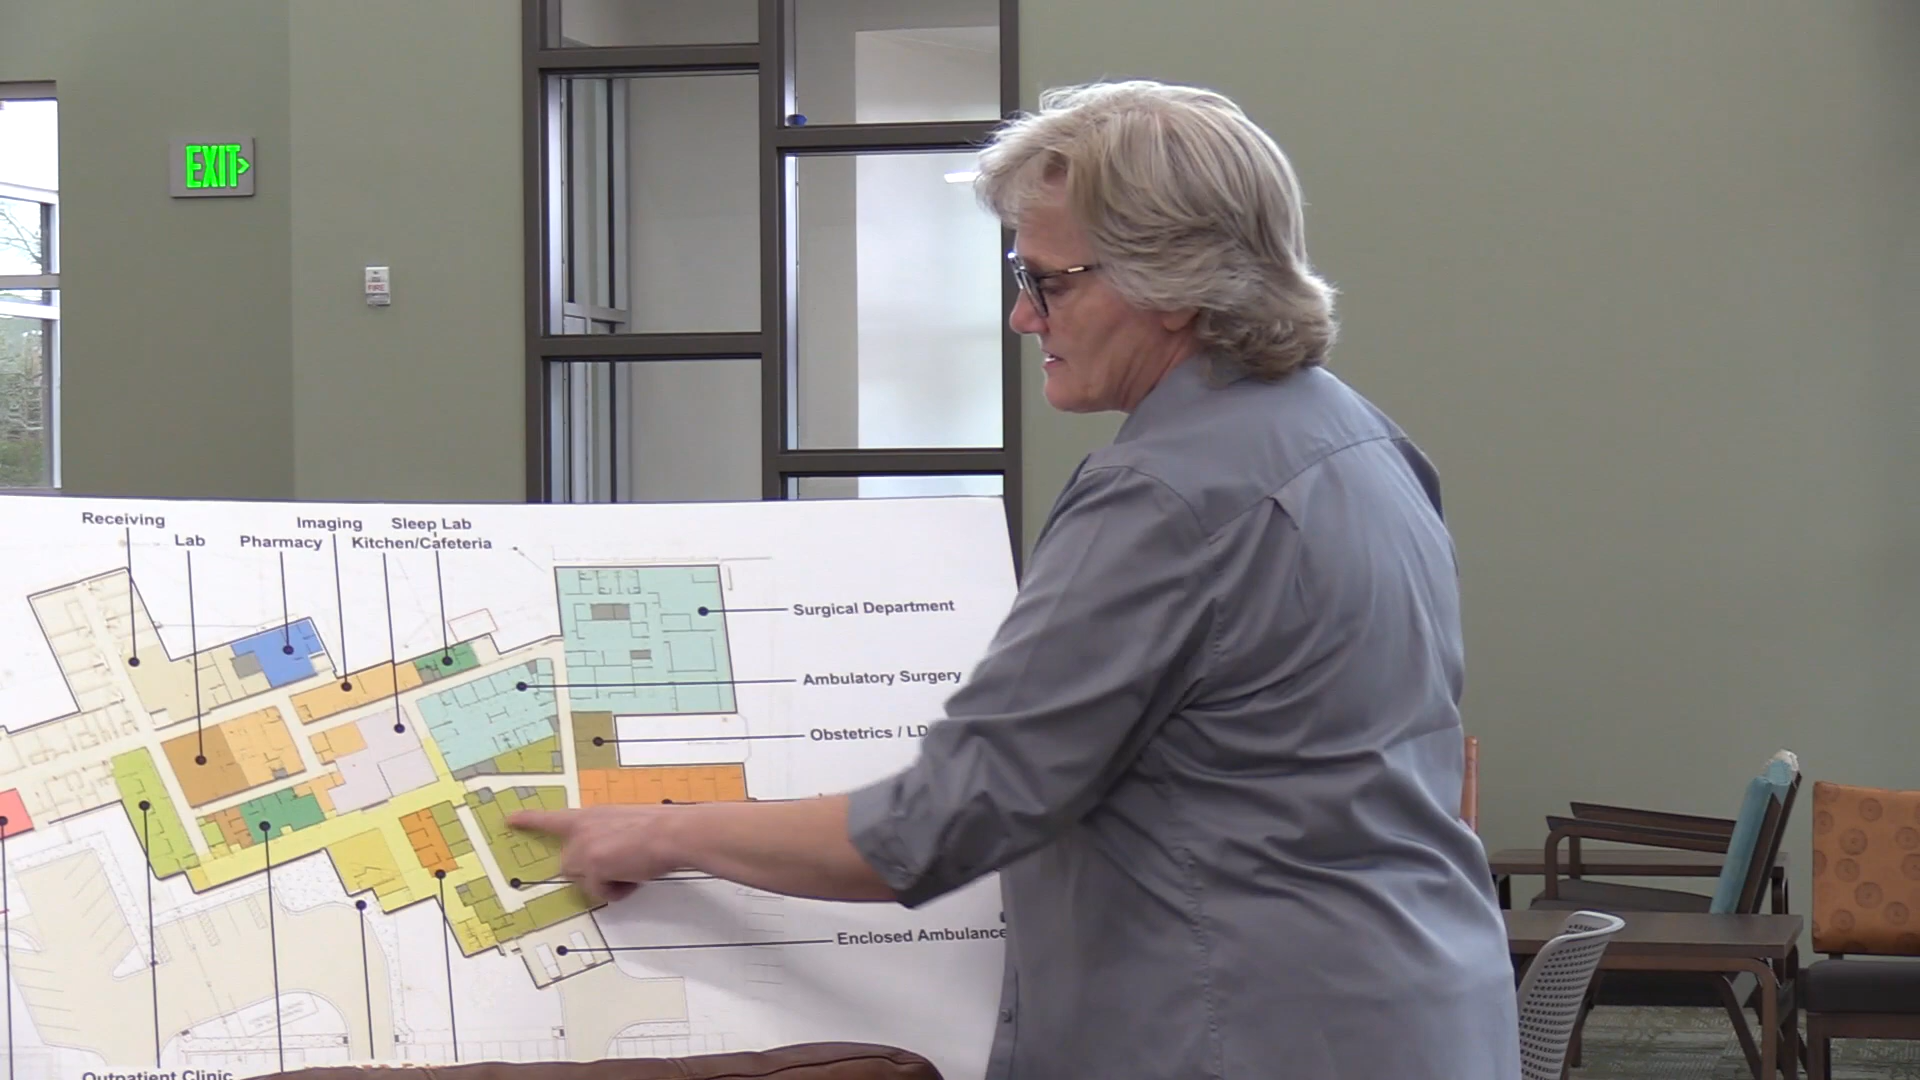 EXIT
FIRE
Receiving
Imaging
Sleep Lab
Lab
Pharmacy
Kitchen/Cafeteria
Surgical Department
Ambulatory Surgery
Obstetrics / LD
Enclosed Ambulance
Outpatient Clinic